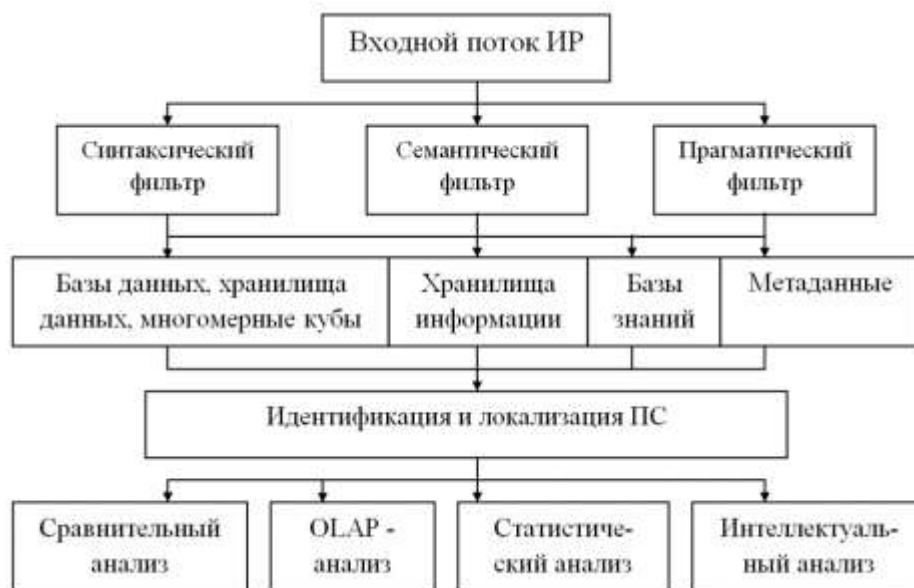 Входной поток ИР
Синтаксический
фильтр
Семантический
фильтр
Прагматический
фильтр
Базы данных, хранилища
данных, многомерные кубы
Хранилища
информации
Базы
знаний
Метаданные
Идентификация и локализация ПС
Сравнительный
анализ
OLAP -
анализ
Статистиче-
ский анализ
Интеллектуаль-
ный анализ